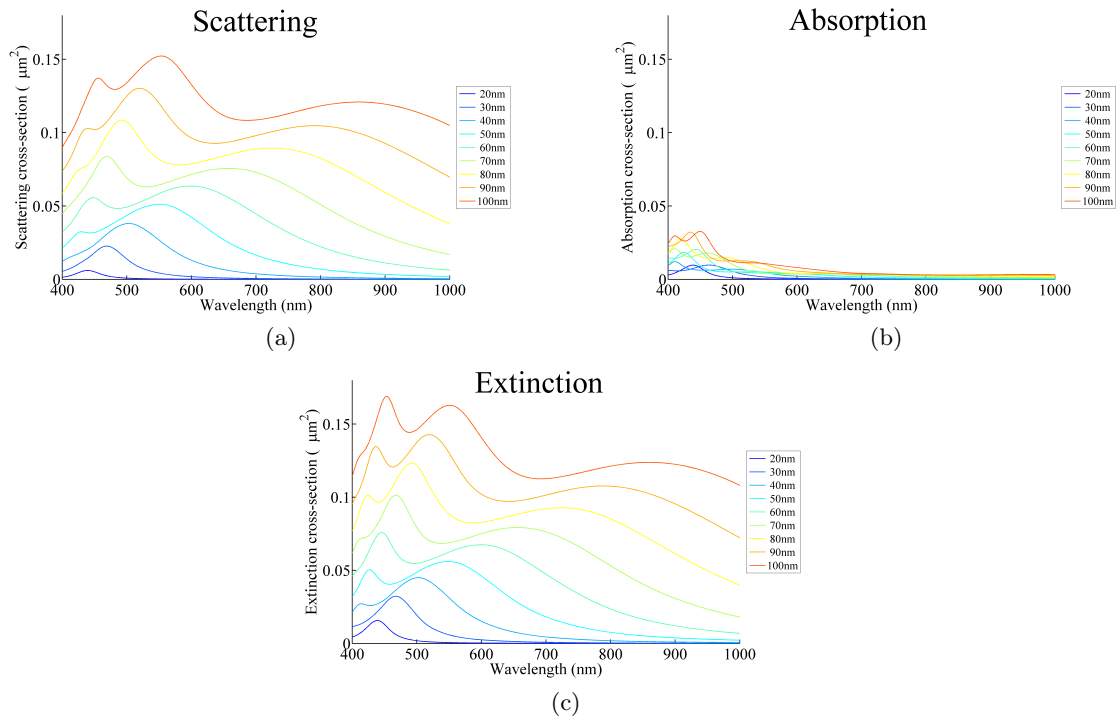 Scattering
Scattering cross-section ( μm²)
0.15
0.1
0.05
0
400 500 600 700 800 900 1000
Wavelength (nm)
20nm
30nm
40nm
50nm
60nm
70nm
80nm
90nm
100nm
(a)
Absorption
Absorption cross-section ( μm²)
0.15
0.1
0.05
0
400 500 600 700 800 900 1000
Wavelength (nm)
20nm
30nm
40nm
50nm
60nm
70nm
80nm
90nm
100nm
(b)
Extinction
Extinction cross-section ( μm²)
0.15
0.1
0.05
0
400 500 600 700 800 900 1000
Wavelength (nm)
20nm
30nm
40nm
50nm
60nm
70nm
80nm
90nm
100nm
(c)